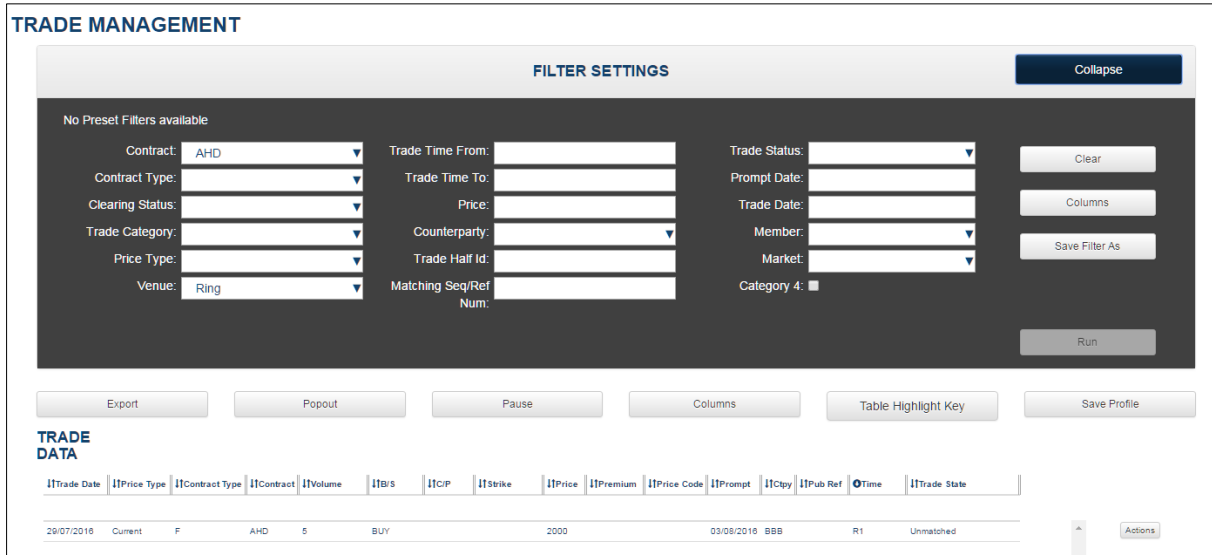 TRADE MANAGEMENT
FILTER SETTINGS
Collapse
No Preset Filters available
Contract: AHD Trade Time From: Trade Status: Clear
Contract Type: Trade Time To: Prompt Date:
Clearing Status: Price: Trade Date: Columns
Trade Category: Counterparty: Member:
Price Type: Trade Half Id: Market: Save Filter As
Venue: Ring Matching Seq/Ref Category 4:
Num:
Run
Export Popout Pause Columns Table Highlight Key Save Profile
TRADE
DATA
Trade Date Price Type Contract Type Contract Volume B/S C/P Strike Price Premium Price Code Prompt Ctpy Pub Ref Time Trade State
29/07/2016 Current F AHD 5 BUY 2000 03/08/2016 BBB R1 Unmatched Actions